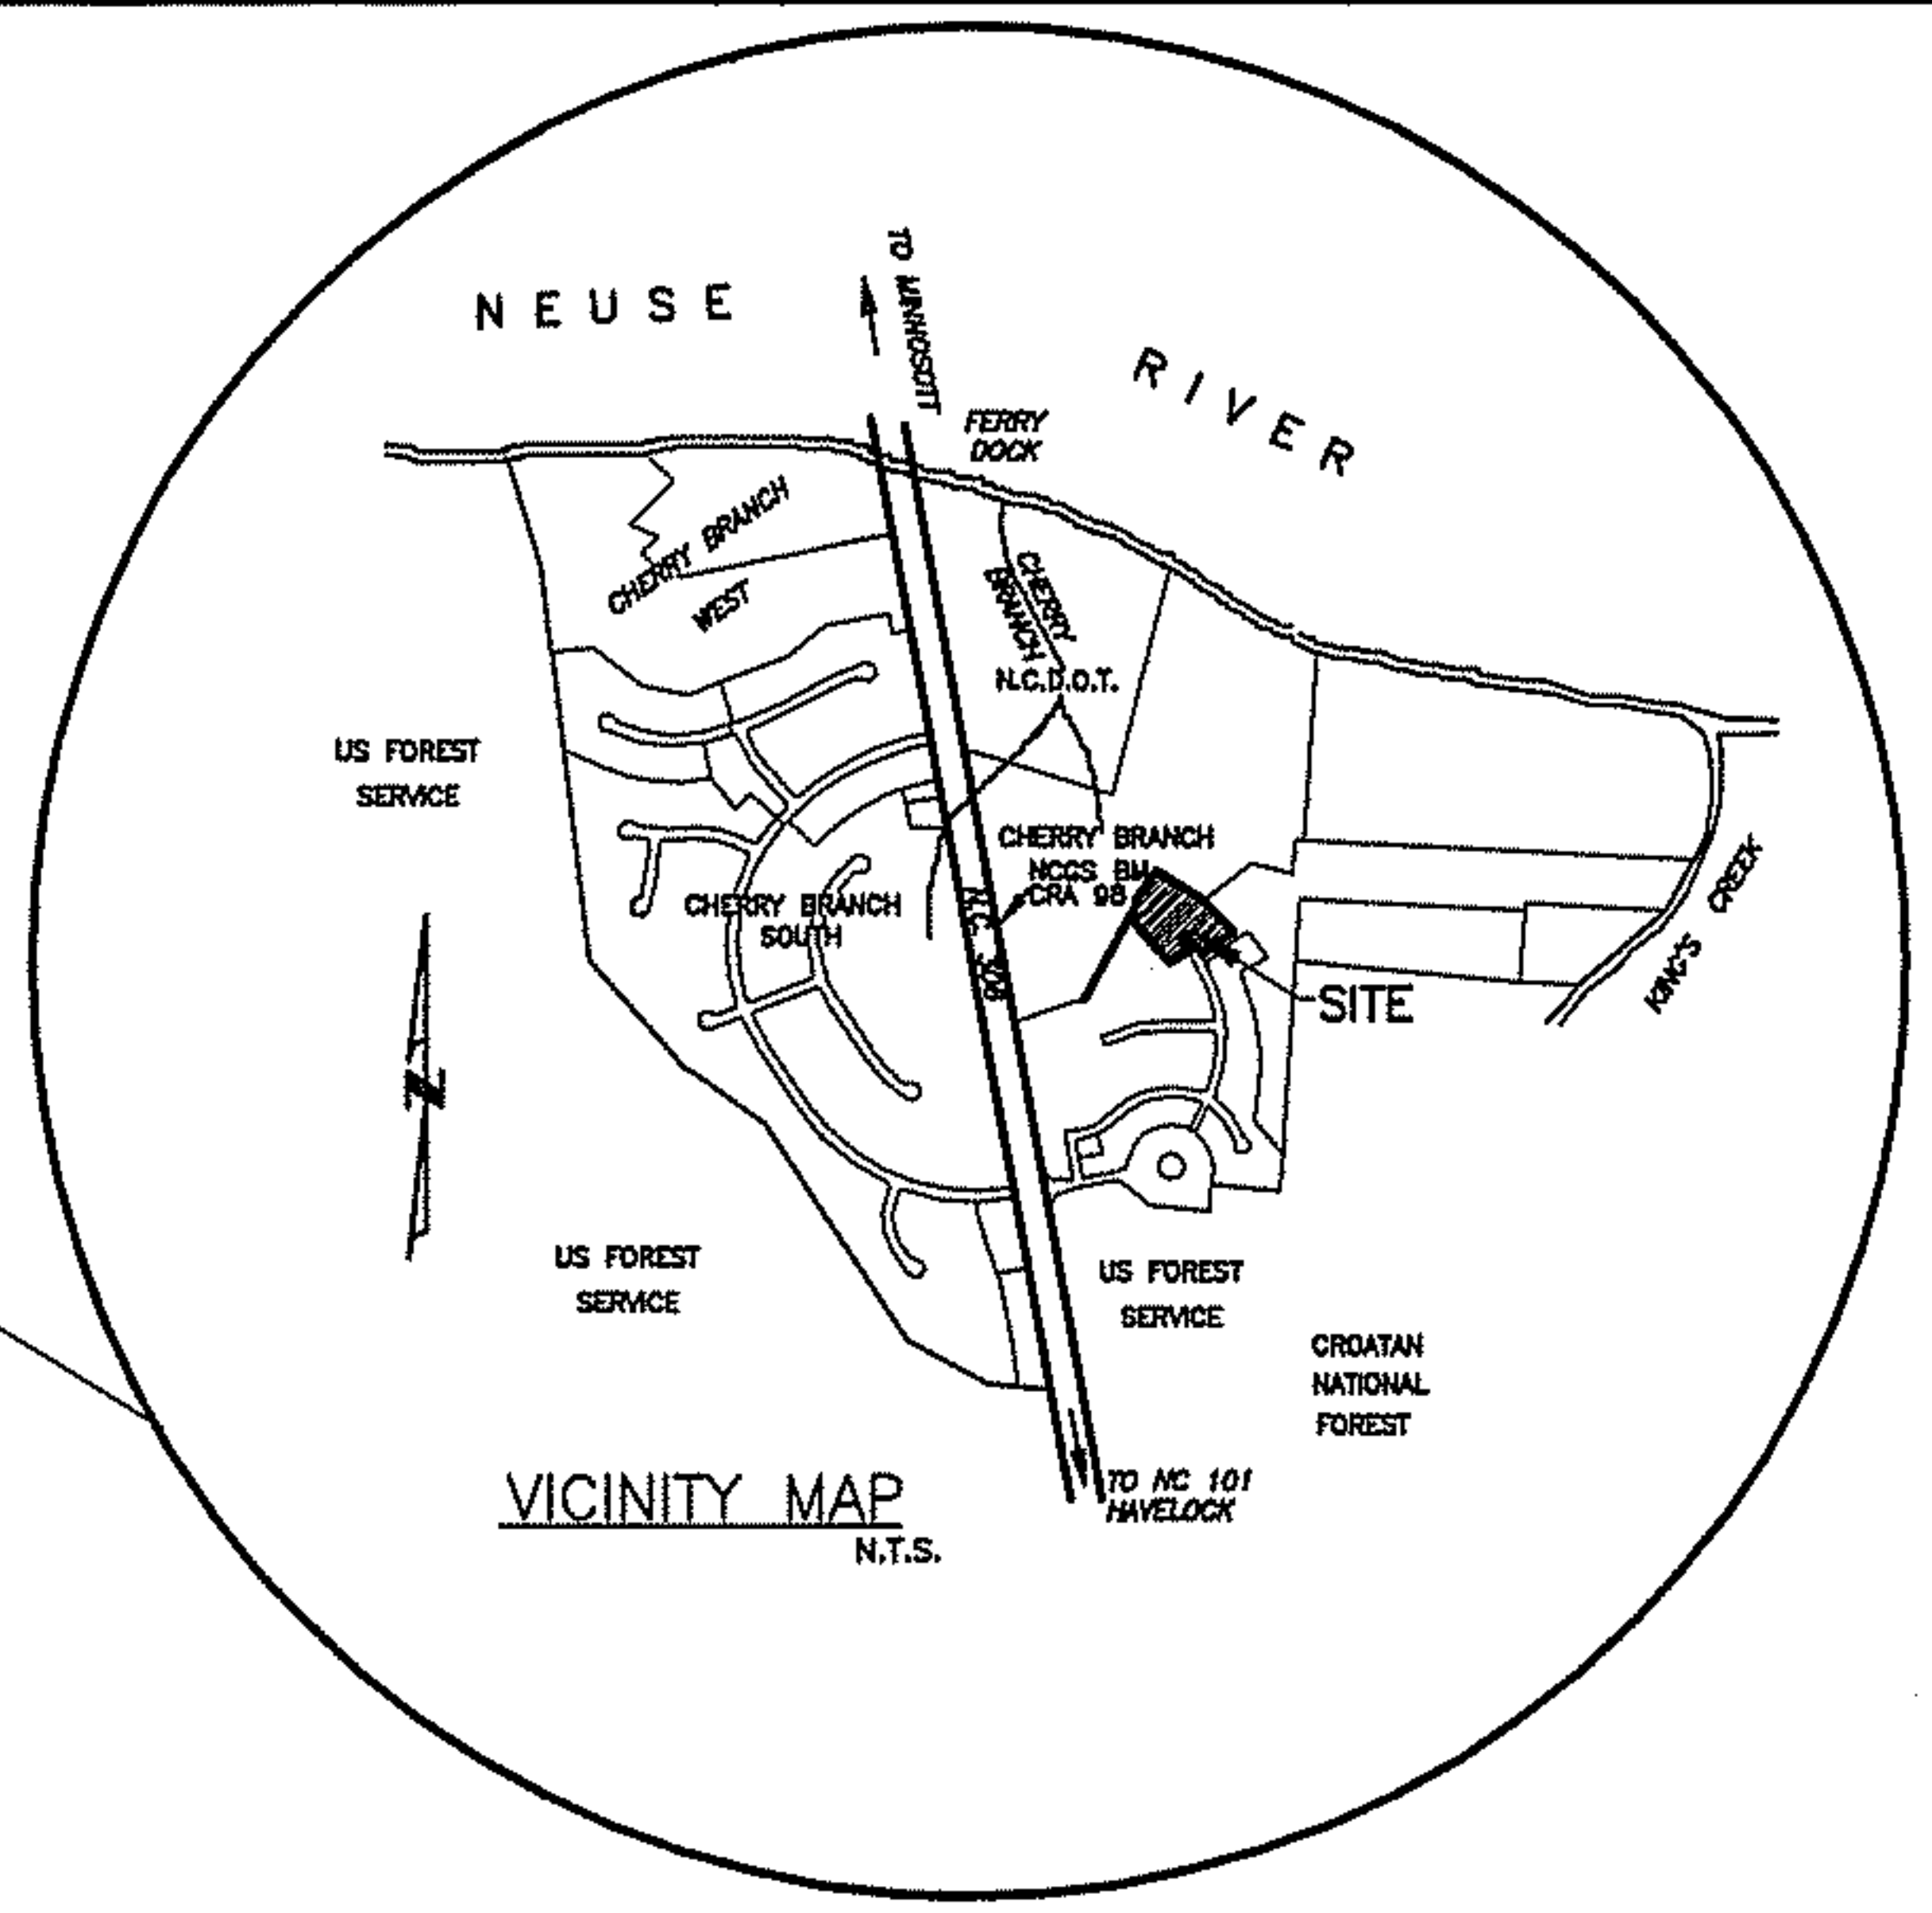 NEUSE
RIVER
TO MINNOSOTT
FERRY
DOCK
CHERRY BRANCH
WEST
CHERRY
BRANCH
N.C.D.O.T.
US FOREST
SERVICE
CHERRY BRANCH
NCGS BM
CRA 98
CHERRY BRANCH
SOUTH
N.C. 306
KING'S CREEK
SITE
N
US FOREST
SERVICE
US FOREST
SERVICE
CROATAN
NATIONAL
FOREST
TO NC 101
HAVELOCK
VICINITY MAP
N.T.S.